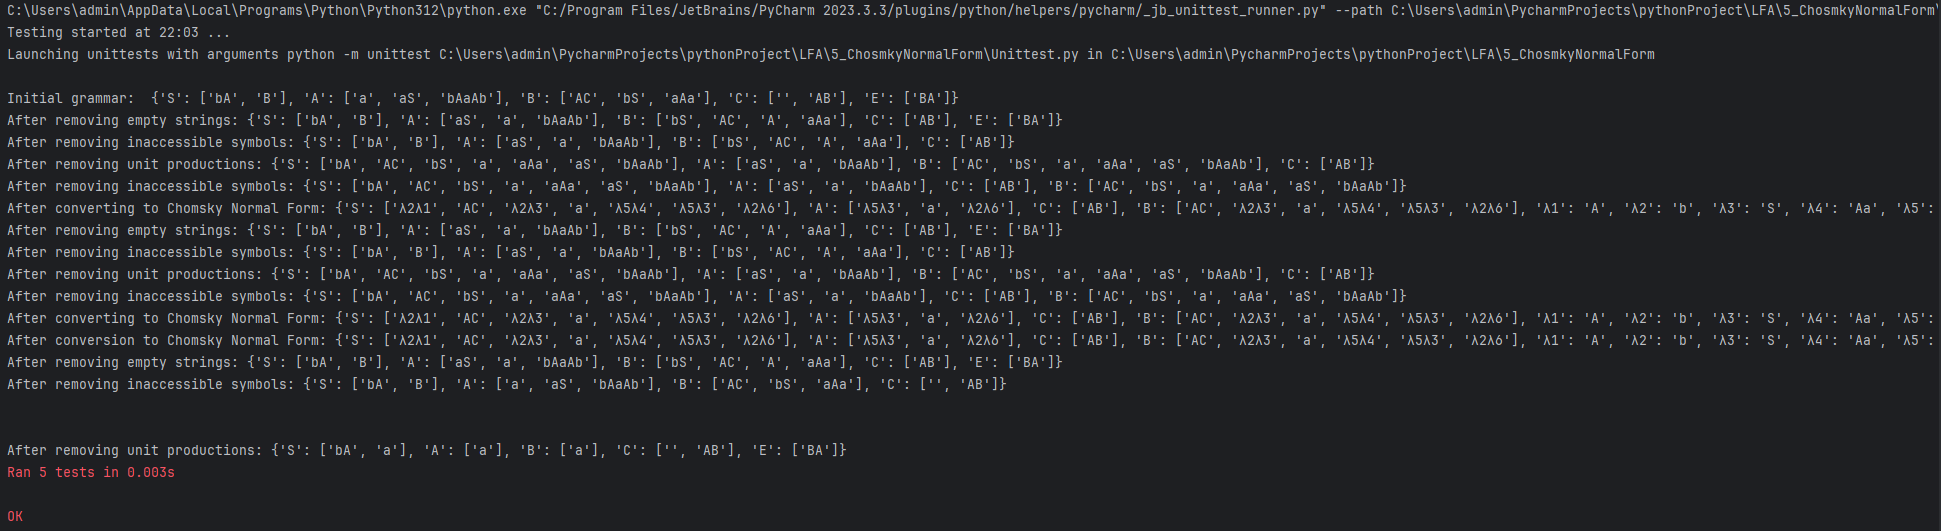 C:\Users\admin\AppData\Local\Programs\Python\Python312\python.exe "C:/Program Files/JetBrains/PyCharm 2023.3.3/plugins/python/helpers/pycharm/_jb_unittest_runner.py" --path C:\Users\admin\PycharmProjects\pythonProject\LFA\5_ChosmkyNormalForm\
Testing started at 22:03 ...
Launching unittests with arguments python -m unittest C:\Users\admin\PycharmProjects\pythonProject\LFA\5_ChosmkyNormalForm\Unittest.py in C:\Users\admin\PycharmProjects\pythonProject\LFA\5_ChosmkyNormalForm
Initial grammar:  {'S': ['bA', 'B'], 'A': ['a', 'aS', 'bAaAb'], 'B': ['AC', 'bS', 'aAa'], 'C': ['', 'AB'], 'E': ['BA']}
After removing empty strings: {'S': ['bA', 'B'], 'A': ['aS', 'a', 'bAaAb'], 'B': ['bS', 'AC', 'A', 'aAa'], 'C': ['AB'], 'E': ['BA']}
After removing inaccessible symbols: {'S': ['bA', 'B'], 'A': ['aS', 'a', 'bAaAb'], 'B': ['bS', 'AC', 'A', 'aAa'], 'C': ['AB']}
After removing unit productions: {'S': ['bA', 'AC', 'bS', 'a', 'aAa', 'aS', 'bAaAb'], 'A': ['aS', 'a', 'bAaAb'], 'B': ['AC', 'bS', 'a', 'aAa', 'aS', 'bAaAb'], 'C': ['AB']}
After removing inaccessible symbols: {'S': ['bA', 'AC', 'bS', 'a', 'aAa', 'aS', 'bAaAb'], 'A': ['aS', 'a', 'bAaAb'], 'C': ['AB'], 'B': ['AC', 'bS', 'a', 'aAa', 'aS', 'bAaAb']}
After converting to Chomsky Normal Form: {'S': ['λ2λ1', 'AC', 'λ2λ3', 'a', 'λ5λ4', 'λ5λ3', 'λ2λ6'], 'A': ['λ5λ3', 'a', 'λ2λ6'], 'C': ['AB'], 'B': ['AC', 'λ2λ3', 'a', 'λ5λ4', 'λ5λ3', 'λ2λ6'], 'λ1': 'A', 'λ2': 'b', 'λ3': 'S', 'λ4': 'Aa', 'λ5':
After removing empty strings: {'S': ['bA', 'B'], 'A': ['aS', 'a', 'bAaAb'], 'B': ['bS', 'AC', 'A', 'aAa'], 'C': ['AB'], 'E': ['BA']}
After removing inaccessible symbols: {'S': ['bA', 'B'], 'A': ['aS', 'a', 'bAaAb'], 'B': ['bS', 'AC', 'A', 'aAa'], 'C': ['AB']}
After removing unit productions: {'S': ['bA', 'AC', 'bS', 'a', 'aAa', 'aS', 'bAaAb'], 'A': ['aS', 'a', 'bAaAb'], 'B': ['AC', 'bS', 'a', 'aAa', 'aS', 'bAaAb'], 'C': ['AB']}
After removing inaccessible symbols: {'S': ['bA', 'AC', 'bS', 'a', 'aAa', 'aS', 'bAaAb'], 'A': ['aS', 'a', 'bAaAb'], 'C': ['AB'], 'B': ['AC', 'bS', 'a', 'aAa', 'aS', 'bAaAb']}
After converting to Chomsky Normal Form: {'S': ['λ2λ1', 'AC', 'λ2λ3', 'a', 'λ5λ4', 'λ5λ3', 'λ2λ6'], 'A': ['λ5λ3', 'a', 'λ2λ6'], 'C': ['AB'], 'B': ['AC', 'λ2λ3', 'a', 'λ5λ4', 'λ5λ3', 'λ2λ6'], 'λ1': 'A', 'λ2': 'b', 'λ3': 'S', 'λ4': 'Aa', 'λ5':
After conversion to Chomsky Normal Form: {'S': ['λ2λ1', 'AC', 'λ2λ3', 'a', 'λ5λ4', 'λ5λ3', 'λ2λ6'], 'A': ['λ5λ3', 'a', 'λ2λ6'], 'C': ['AB'], 'B': ['AC', 'λ2λ3', 'a', 'λ5λ4', 'λ5λ3', 'λ2λ6'], 'λ1': 'A', 'λ2': 'b', 'λ3': 'S', 'λ4': 'Aa', 'λ5':
After removing empty strings: {'S': ['bA', 'B'], 'A': ['aS', 'a', 'bAaAb'], 'B': ['bS', 'AC', 'A', 'aAa'], 'C': ['AB'], 'E': ['BA']}
After removing inaccessible symbols: {'S': ['bA', 'B'], 'A': ['a', 'aS', 'bAaAb'], 'B': ['AC', 'bS', 'aAa'], 'C': ['', 'AB']}
After removing unit productions: {'S': ['bA', 'a'], 'A': ['a'], 'B': ['a'], 'C': ['', 'AB'], 'E': ['BA']}
Ran 5 tests in 0.003s
OK